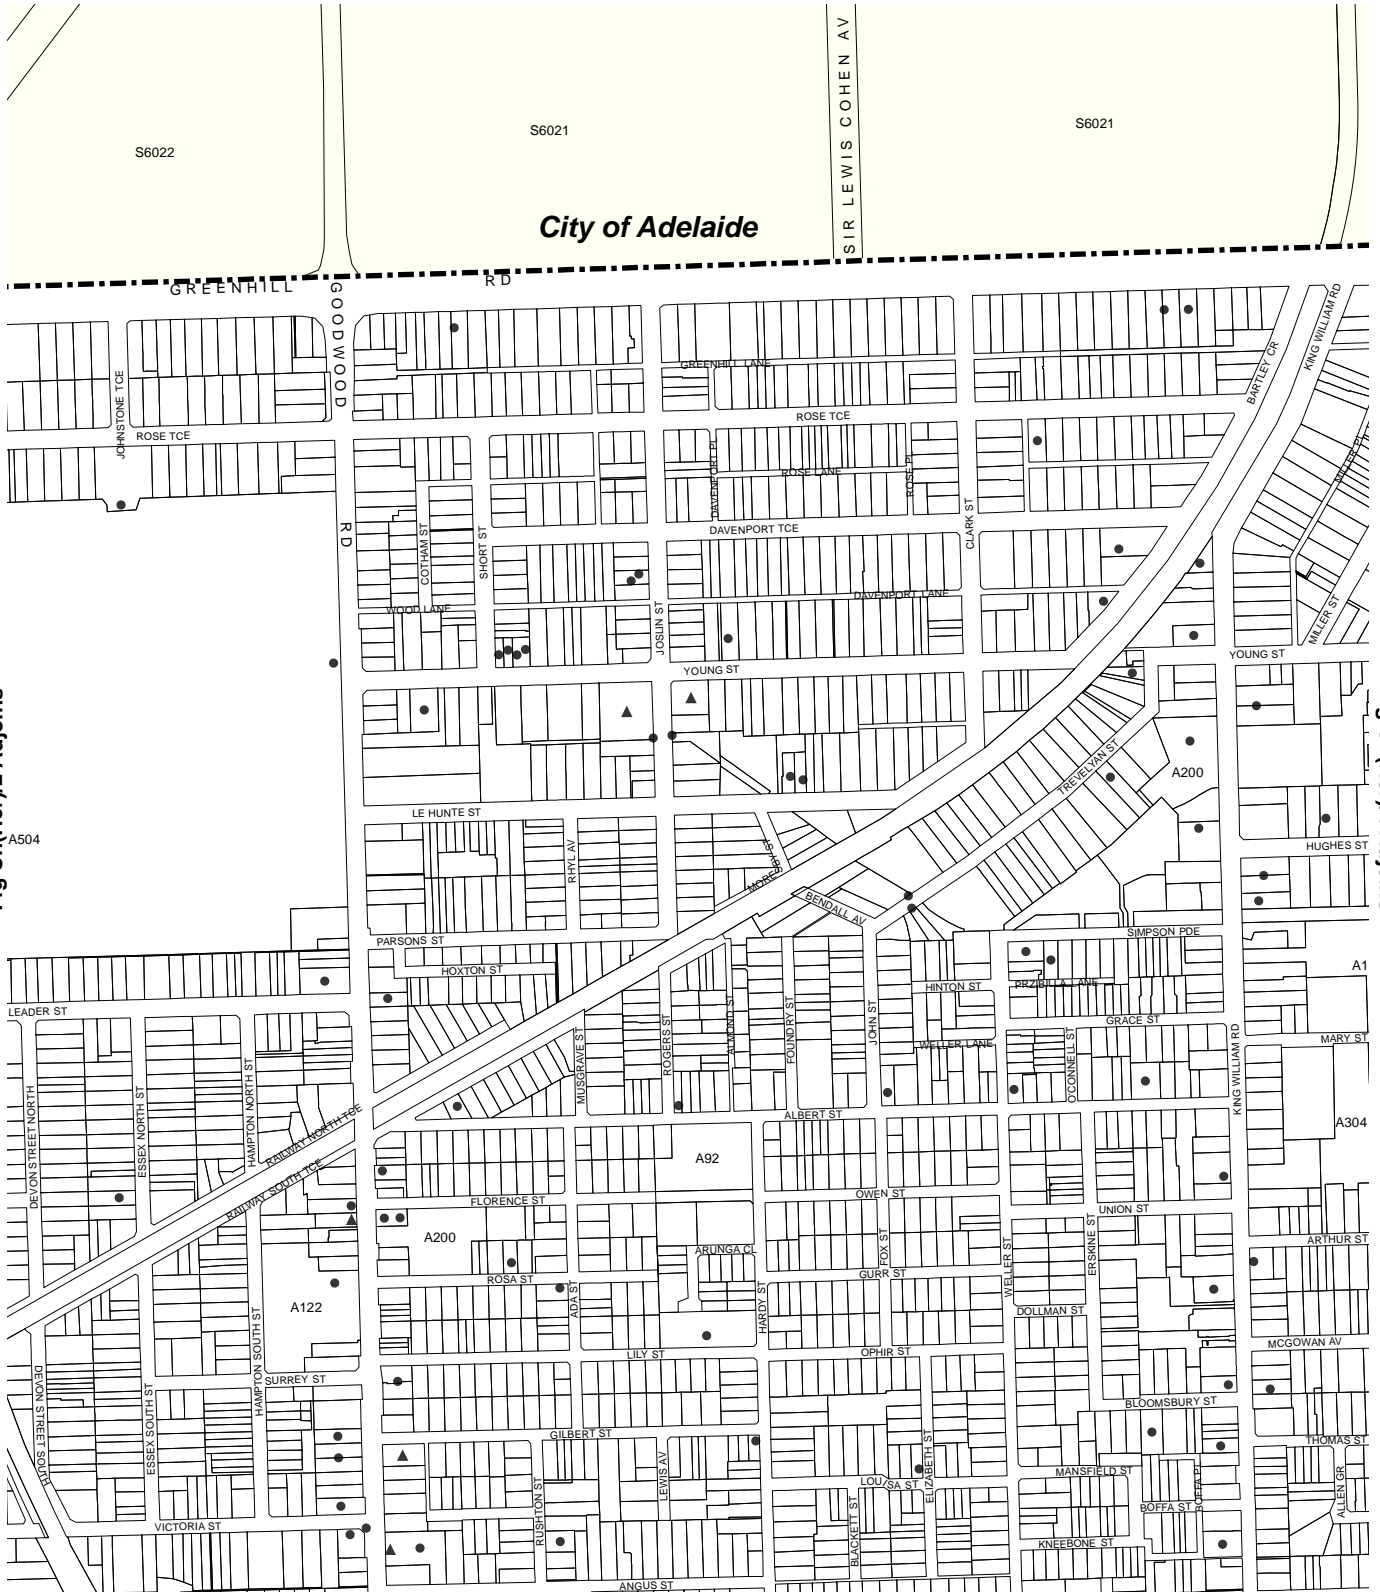 SIR LEWIS COHEN AV
S6021
S6021
S6022
City of Adelaide
GREENHILL RD
GOODWOOD RD
KING WILLIAM RD
BARTLEY CR
GREENHILL LANE
JOHNSTONE TCE
ROSE TCE
ROSE TCE
DAVENPORT PL
ROSE LANE
ROSE PL
MILLER PL
CLARK ST
DAVENPORT TCE
COTHAM ST
SHORT ST
WOOD LANE
DAVENPORT LANE
JOSLIN ST
MILLER ST
YOUNG ST
YOUNG ST
TREVELYAN ST
A200
LE HUNTE ST
A504
RHYL AV
MORESBY ST
HUGHES ST
BENDALL AV
PARSONS ST
SIMPSON PDE
HOXTON ST
A1
HINTON ST
PRZIBILLA LANE
LEADER ST
ALMOND ST
FOUNDRY ST
JOHN ST
GRACE ST
MUSGRAVE ST
ROGERS ST
WELLER LANE
O'CONNELL ST
KING WILLIAM RD
MARY ST
DEVON STREET NORTH
ESSEX NORTH ST
HAMPTON NORTH ST
RAILWAY NORTH TCE
ALBERT ST
A304
A92
RAILWAY SOUTH TCE
FLORENCE ST
OWEN ST
UNION ST
A200
ARUNGA CL
FOX ST
WELLER ST
ERSKINE ST
ARTHUR ST
ROSA ST
ADA ST
GURR ST
HARDY ST
A122
DOLLMAN ST
HAMPTON SOUTH ST
LILY ST
OPHIR ST
MCGOWAN AV
DEVON STREET SOUTH
ESSEX SOUTH ST
SURREY ST
BLOOMSBURY ST
GILBERT ST
ELIZABETH ST
THOMAS ST
LEWIS AV
LOUISA ST
MANSFIELD ST
BOFFA PL
ALLEN GR
RUSHTON ST
BLACKETT ST
BOFFA ST
VICTORIA ST
KNEEBONE ST
ANGUS ST